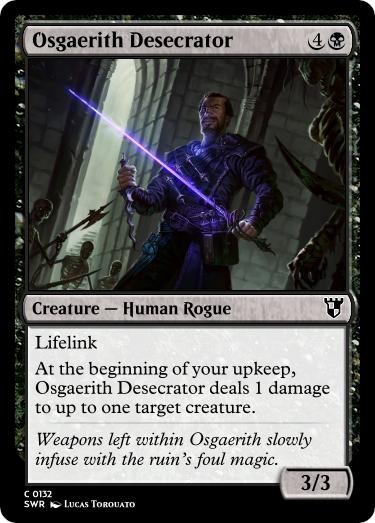 Osgaerith Desecrator 4
Creature — Human Rogue
Lifelink
At the beginning of your upkeep,
Osgaerith Desecrator deals 1 damage
to up to one target creature.
Weapons left within Osgaerith slowly
infuse with the ruin's foul magic.
3/3
C 0132
SWR Lucas Torquato